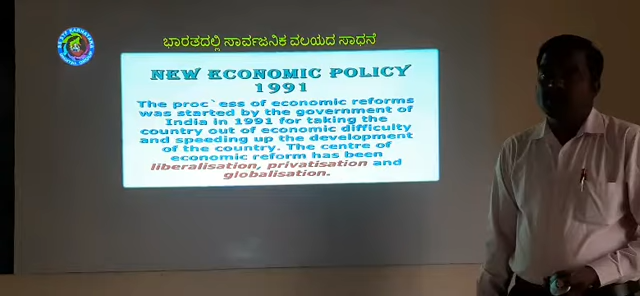 ಭಾರತದಲ್ಲಿ ಸಾರ್ವಜನಿಕ ವಲಯದ ಸಾಧನೆ
NEW ECONOMIC POLICY
1991
The proc`ess of economic reforms
was started by the government of
India in 1991 for taking the
country out of economic difficulty
and speeding up the development
of the country. The centre of
economic reform has been
liberalisation, privatisation and
globalisation.